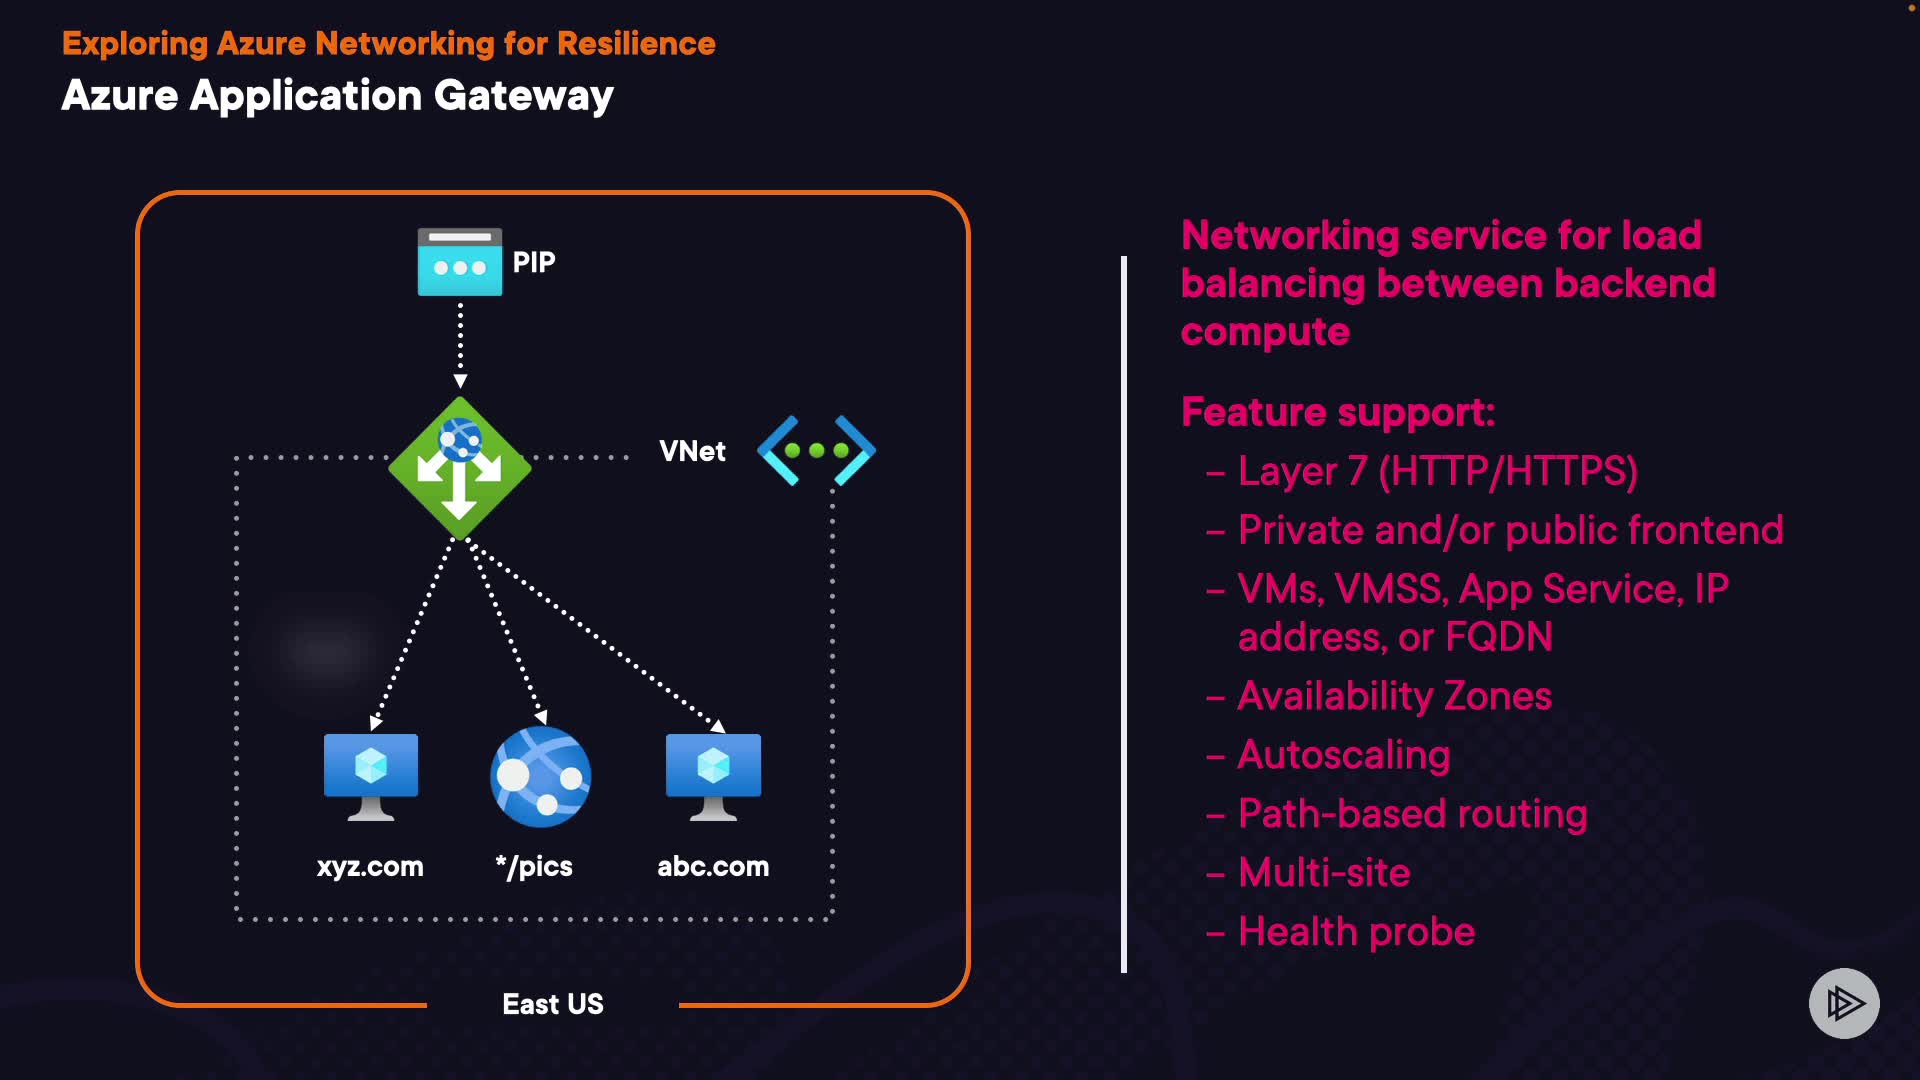 Exploring Azure Networking for Resilience
Azure Application Gateway
PIP
VNet
xyz.com
*/pics
abc.com
East US
Networking service for load
balancing between backend
compute
Feature support:
– Layer 7 (HTTP/HTTPS)
– Private and/or public frontend
– VMs, VMSS, App Service, IP
address, or FQDN
– Availability Zones
– Autoscaling
– Path-based routing
– Multi-site
– Health probe